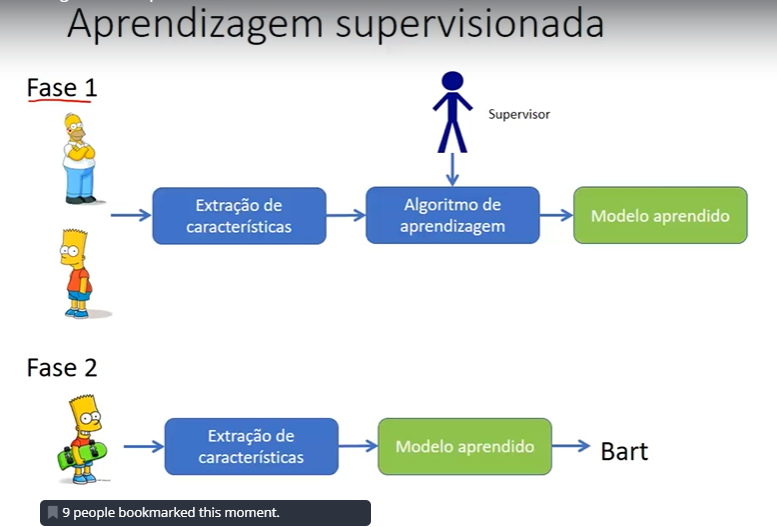 Aprendizagem supervisionada
Fase 1
Supervisor
Extração de
características
Algoritmo de
aprendizagem
Modelo aprendido
Fase 2
Extração de
características
Modelo aprendido
Bart
9 people bookmarked this moment.